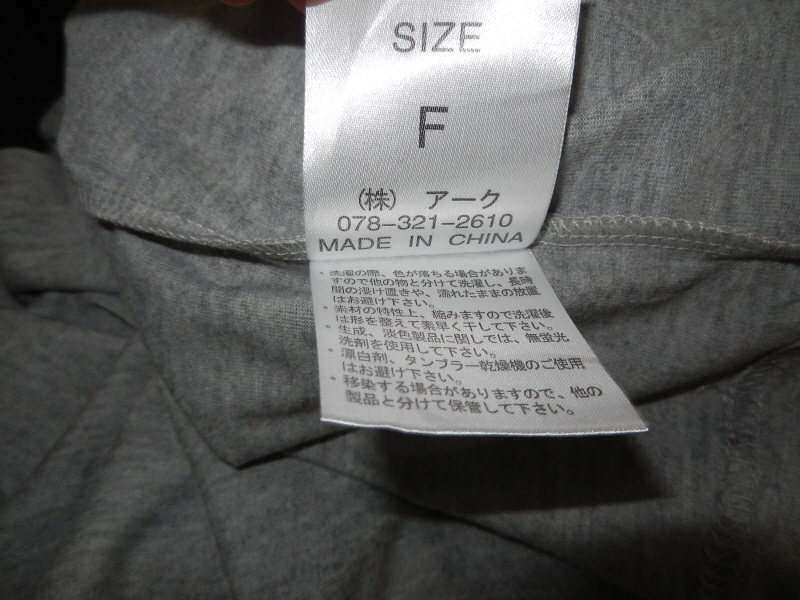 SIZE
F
(株) アーク
078-321-2610
MADE IN CHINA
・洗濯の際、色が落ちる場合がありま
すので他の物と分けて洗濯し、長時
間の浸け置きや、濡れたままの放置
はお避け下さい。
・素材の特性上、縮みますので洗濯後
は形を整えて素早く干して下さい。
・生成、淡色製品に関しては、無蛍光
洗剤を使用して下さい。
・漂白剤、タンブラー乾燥機のご使用
はお避け下さい。
・移染する場合がありますので、他の
製品と分けて保管して下さい。